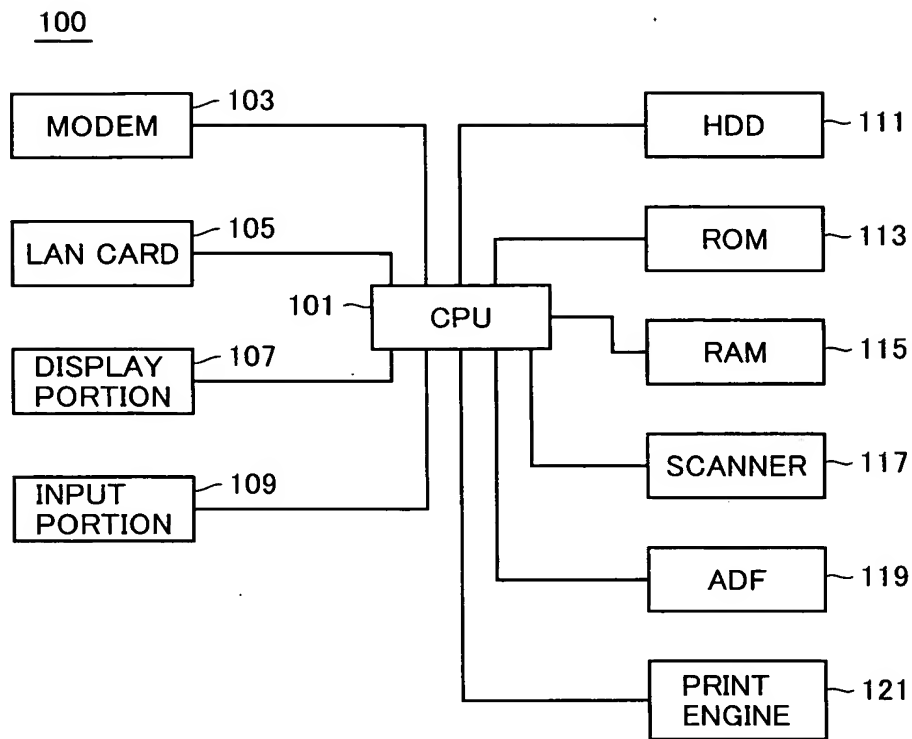 100
MODEM
103
LAN CARD
105
DISPLAY
PORTION
107
INPUT
PORTION
109
101
CPU
HDD
111
ROM
113
RAM
115
SCANNER
117
ADF
119
PRINT
ENGINE
121